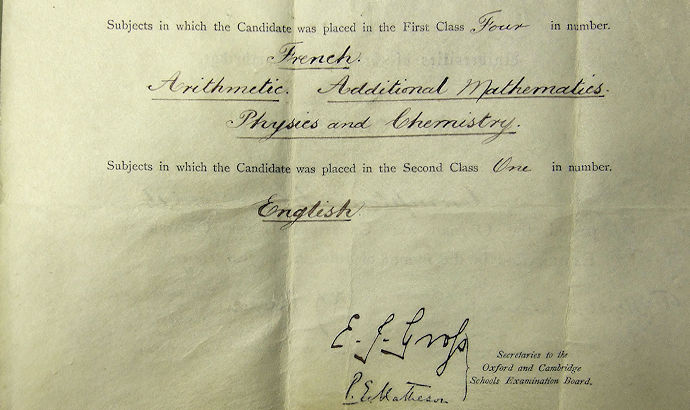 Subjects in which the Candidate was placed in the First Class Four in number.
French.
Arithmetic. Additional Mathematics.
Physics and Chemistry.
Subjects in which the Candidate was placed in the Second Class One in number.
English.
E. J. Gross
P. E. Matheson
Secretaries to the
Oxford and Cambridge
Schools Examination Board.